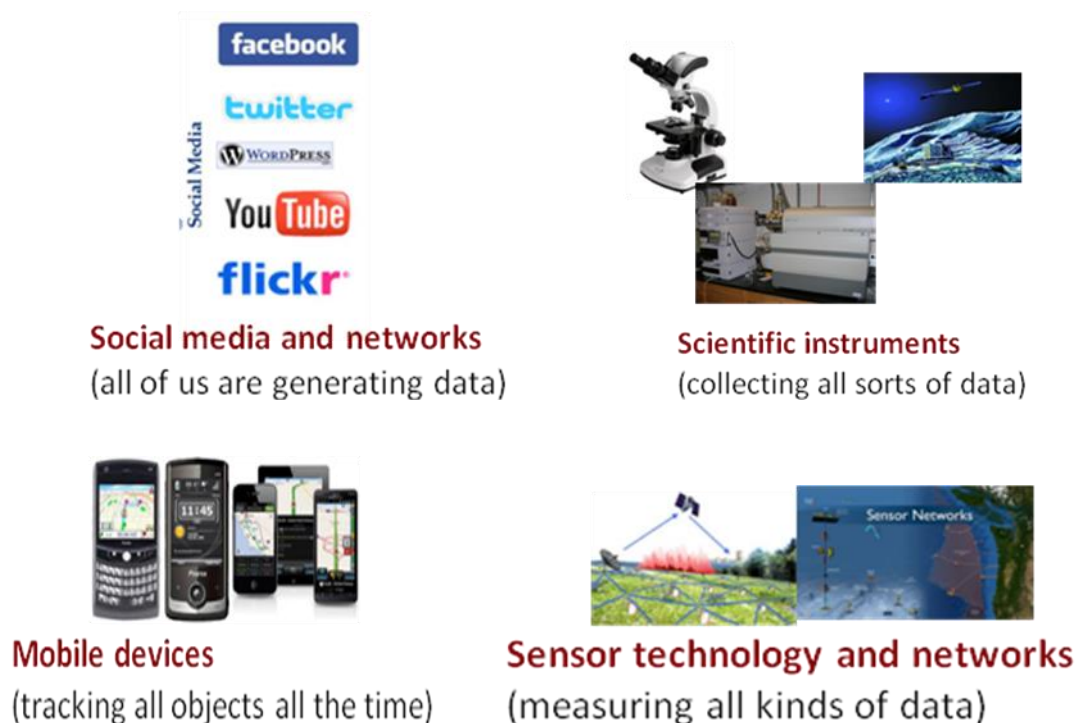 Social Media
facebook
twitter
WORDPRESS
You Tube
flickr
Social media and networks
(all of us are generating data)
Scientific instruments
(collecting all sorts of data)
11:45
Mobile devices
(tracking all objects all the time)
Sensor Networks
Sensor technology and networks
(measuring all kinds of data)